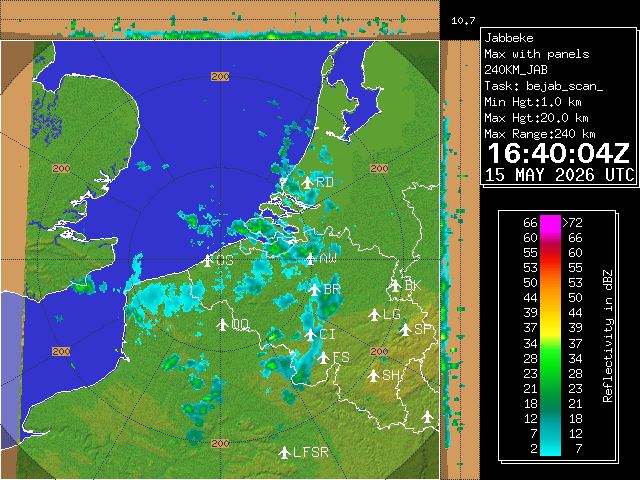 10.7
Jabbeke
Max with panels
240KM_JAB
Task: bejab_scan_
Min Hgt:1.0 km
Max Hgt:20.0 km
Max Range:240 km
16:40:04Z
15 MAY 2026 UTC
200
200
200
RD
OS
AW
BR
BK
LG
QQ
CI
SP
200
FS
SH
200
LFSR
66 >72
60 66
55 60
53 55
50 53
44 50
39 44
37 39
34 37
28 34
23 28
21 23
18 21
12 18
7 12
2 7
Reflectivity in dBZ